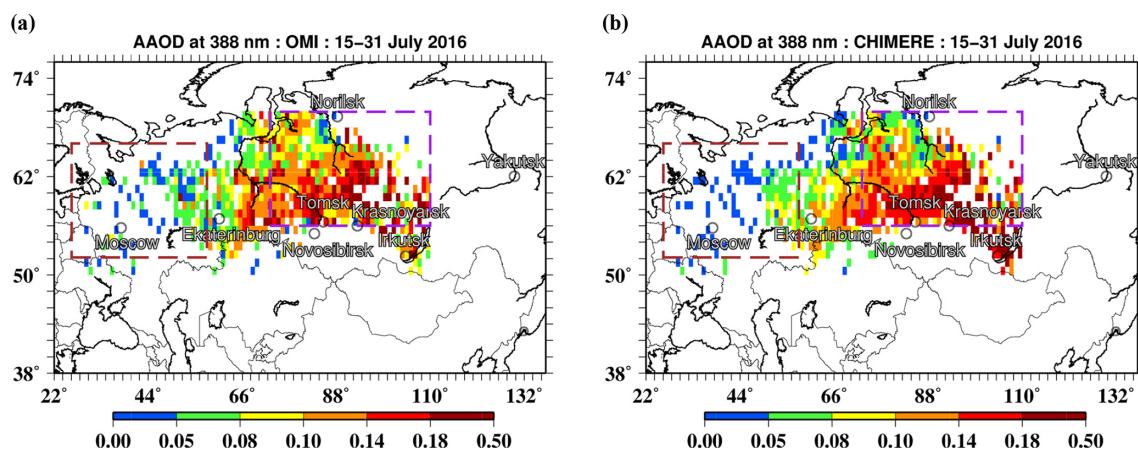 (a)
AAOD at 388 nm : OMI : 15−31 July 2016
74°
62°
50°
38°
Norilsk
Yakutsk
Tomsk
Krasnoyarsk
Ekaterinburg
Moscow
Novosibirsk
Irkutsk
22° 44° 66° 88° 110° 132°
0.00 0.05 0.08 0.10 0.14 0.18 0.50
(b)
AAOD at 388 nm : CHIMERE : 15−31 July 2016
74°
62°
50°
38°
Norilsk
Yakutsk
Tomsk
Krasnoyarsk
Ekaterinburg
Moscow
Novosibirsk
Irkutsk
22° 44° 66° 88° 110° 132°
0.00 0.05 0.08 0.10 0.14 0.18 0.50